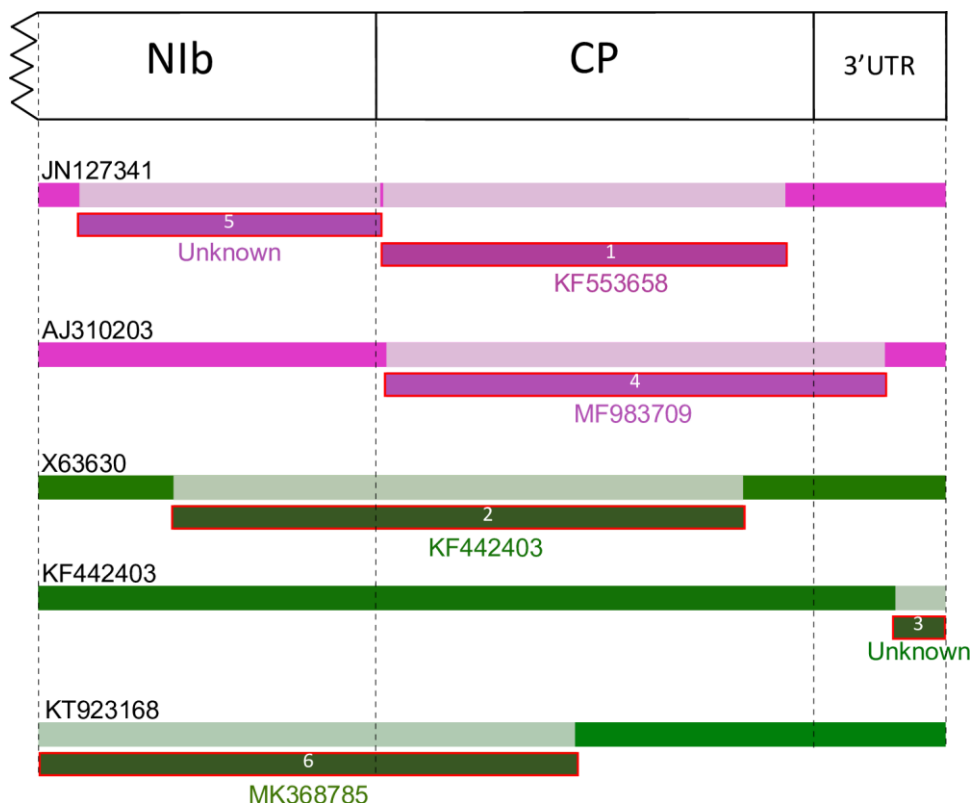 NIb CP 3'UTR
JN127341
5
Unknown
1
KF553658
AJ310203
4
MF983709
X63630
2
KF442403
KF442403
3
Unknown
KT923168
6
MK368785